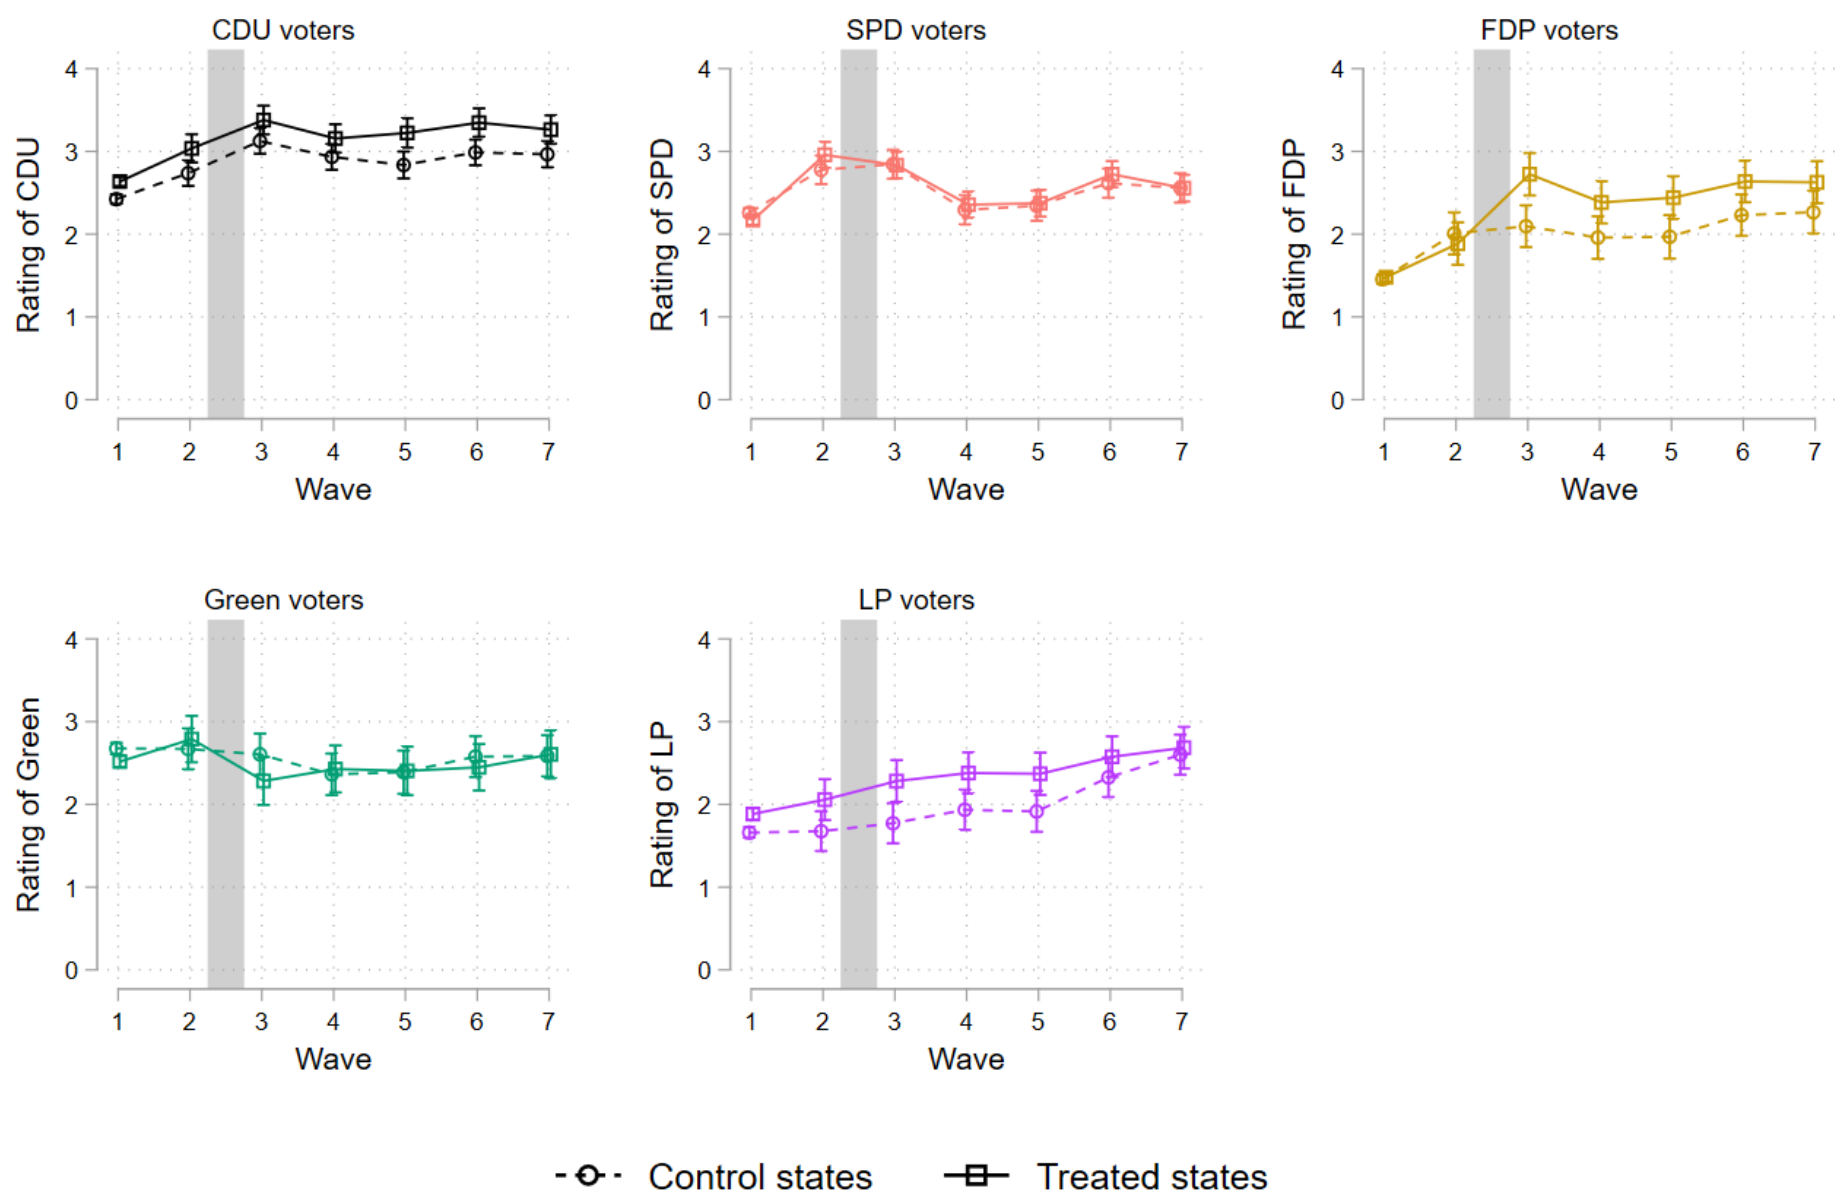 CDU voters
Rating of CDU
4
3
2
1
0
1 2 3 4 5 6 7
Wave
SPD voters
Rating of SPD
4
3
2
1
0
1 2 3 4 5 6 7
Wave
FDP voters
Rating of FDP
4
3
2
1
0
1 2 3 4 5 6 7
Wave
Green voters
Rating of Green
4
3
2
1
0
1 2 3 4 5 6 7
Wave
LP voters
Rating of LP
4
3
2
1
0
1 2 3 4 5 6 7
Wave
Control states Treated states